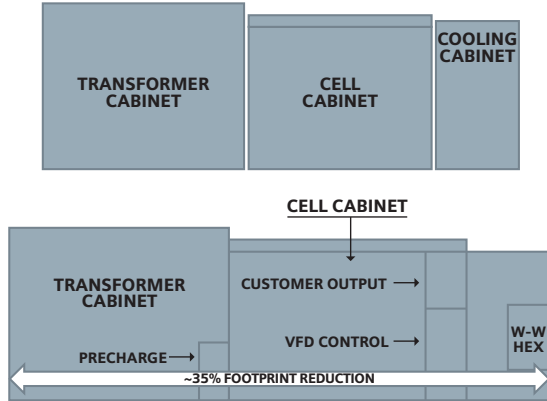 TRANSFORMER
CABINET
CELL
CABINET
COOLING
CABINET
CELL CABINET
TRANSFORMER
CABINET
CUSTOMER OUTPUT
VFD CONTROL
W-W
HEX
PRECHARGE
~35% FOOTPRINT REDUCTION